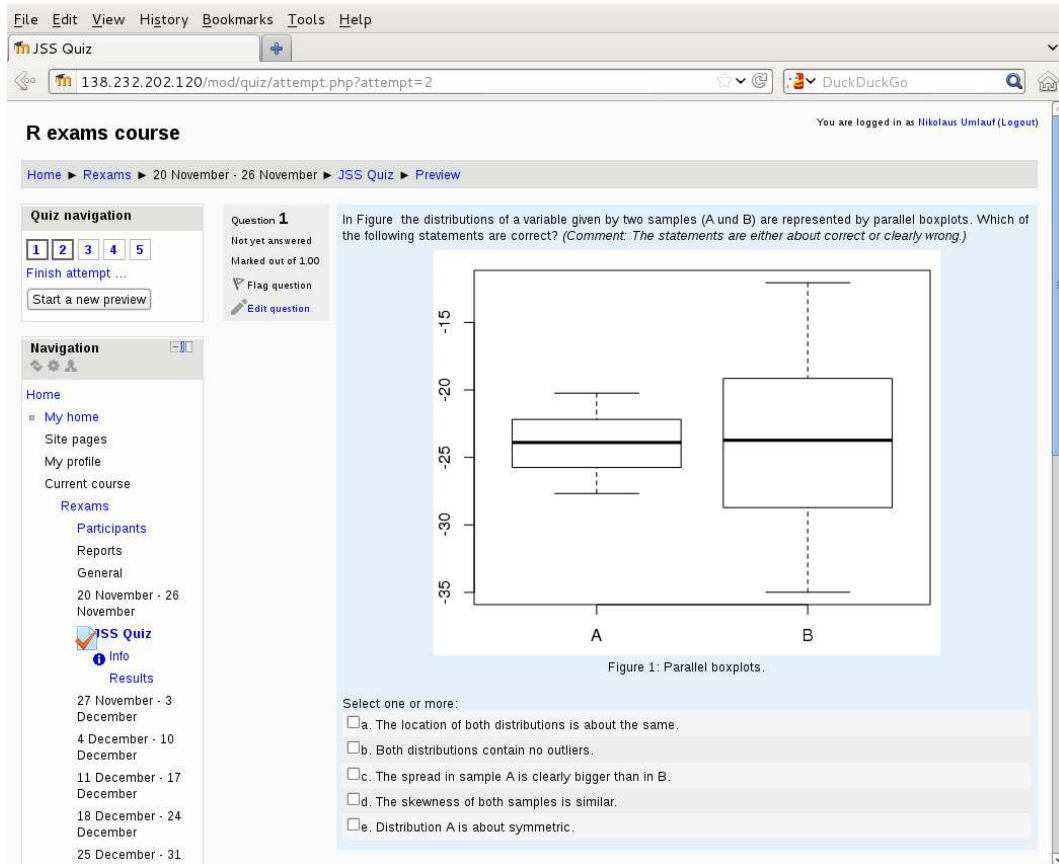 File Edit View History Bookmarks Tools Help
JSS Quiz
138.232.202.120/mod/quiz/attempt.php?attempt=2
DuckDuckGo
R exams course
You are logged in as Nikolaus Umlauf (Logout)
Home ► Rexams ► 20 November - 26 November ► JSS Quiz ► Preview
Quiz navigation
1 2 3 4 5
Finish attempt ...
Start a new preview
Navigation
Home
My home
Site pages
My profile
Current course
Rexams
Participants
Reports
General
20 November - 26
November
JSS Quiz
Info
Results
27 November - 3
December
4 December - 10
December
11 December - 17
December
18 December - 24
December
25 December - 31
Question 1
Not yet answered
Marked out of 1.00
Flag question
Edit question
In Figure the distributions of a variable given by two samples (A und B) are represented by parallel boxplots. Which of
the following statements are correct? (Comment: The statements are either about correct or clearly wrong.)
-15
-20
-25
-30
-35
A B
Figure 1: Parallel boxplots.
Select one or more:
a. The location of both distributions is about the same.
b. Both distributions contain no outliers.
c. The spread in sample A is clearly bigger than in B.
d. The skewness of both samples is similar.
e. Distribution A is about symmetric.